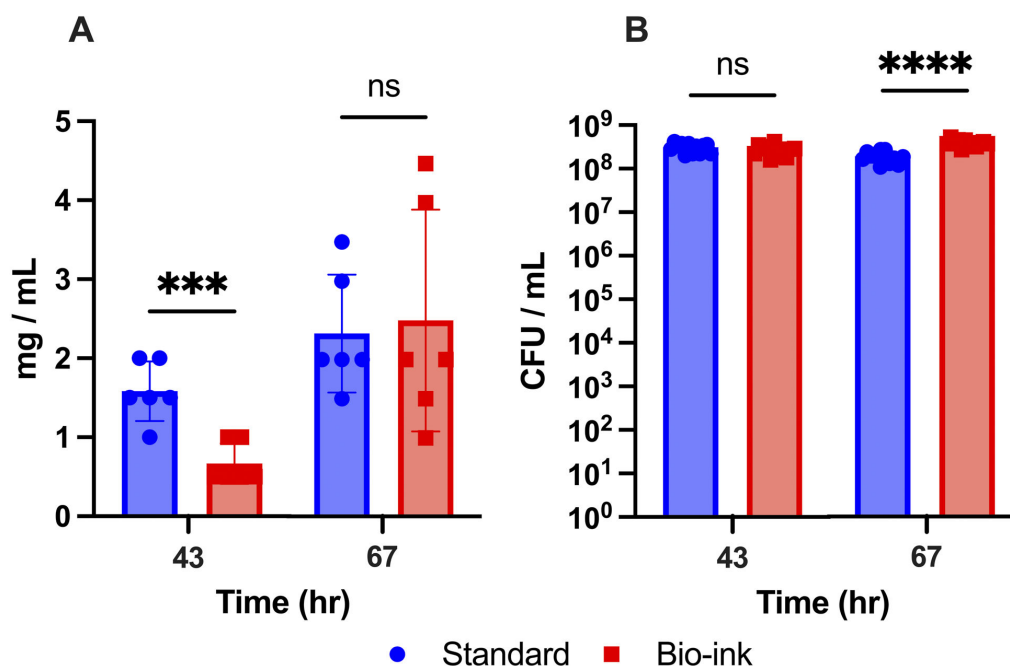 A
ns
5
4
3
2
1
0
mg / mL
***
43
67
Time (hr)
B
ns
****
10⁹
10⁸
10⁷
10⁶
10⁵
10⁴
10³
10²
10¹
10⁰
CFU / mL
43
67
Time (hr)
Standard
Bio-ink